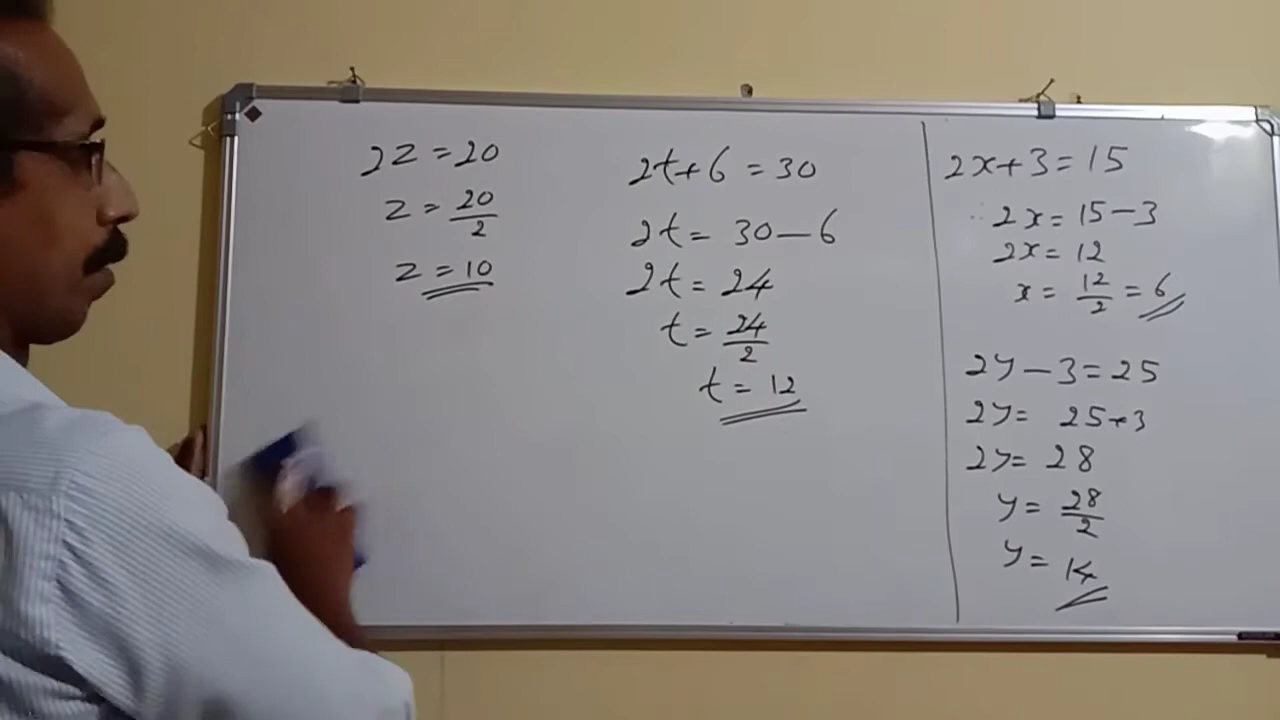 2z = 20
z = 20/2
z = 10
2t + 6 = 30
2t = 30 - 6
2t = 24
t = 24/2
t = 12
2x + 3 = 15
2x = 15 - 3
2x = 12
x = 12/2 = 6
2y - 3 = 25
2y = 25 + 3
2y = 28
y = 28/2
y = 14